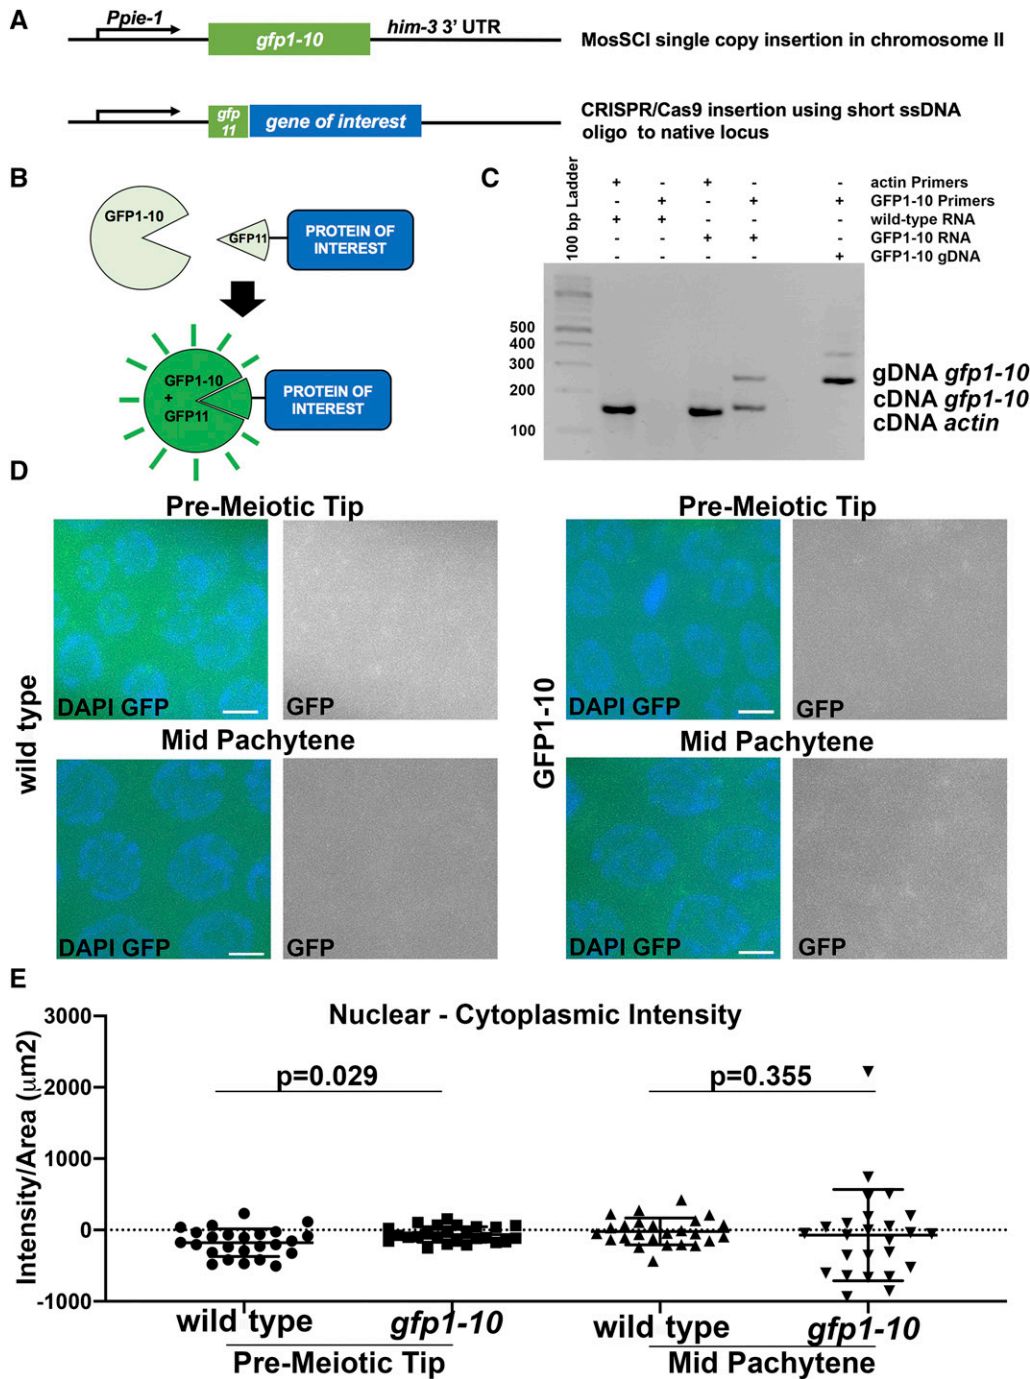 A
Ppie-1
gfp1-10
him-3 3' UTR
MosSCI single copy insertion in chromosome II
gfp
11
gene of interest
CRISPR/Cas9 insertion using short ssDNA
oligo to native locus
B
GFP1-10
GFP11
PROTEIN OF
INTEREST
GFP1-10
+
GFP11
PROTEIN OF
INTEREST
C
100 bp Ladder
+ - + - - actin Primers
- + - + + GFP1-10 Primers
+ + - - - wild-type RNA
- - + + - GFP1-10 RNA
- - - - + GFP1-10 gDNA
500
400
300
200
100
gDNA gfp1-10
cDNA gfp1-10
cDNA actin
D
wild type
Pre-Meiotic Tip
DAPI GFP
GFP
Mid Pachytene
DAPI GFP
GFP
GFP1-10
Pre-Meiotic Tip
DAPI GFP
GFP
Mid Pachytene
DAPI GFP
GFP
E
Nuclear - Cytoplasmic Intensity
Intensity/Area (μm2)
3000
2000
1000
0
-1000
p=0.029
p=0.355
wild type
gfp1-10
wild type
gfp1-10
Pre-Meiotic Tip
Mid Pachytene